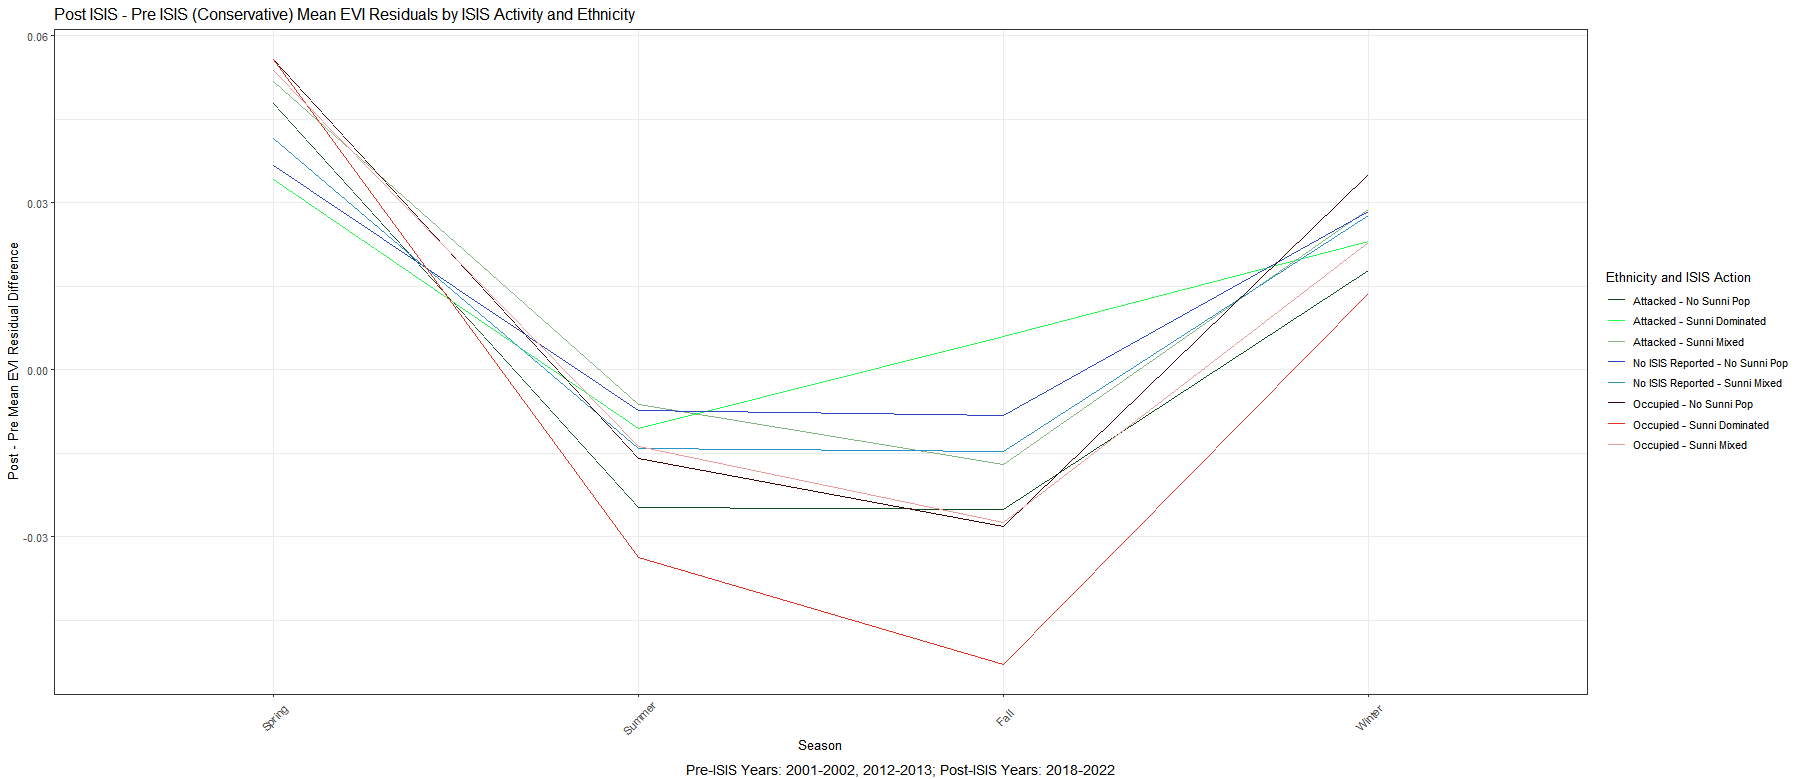 Post ISIS - Pre ISIS (Conservative) Mean EVI Residuals by ISIS Activity and Ethnicity
0.06
0.03
0.00
-0.03
Post - Pre Mean EVI Residual Difference
Spring
Summer
Fall
Winter
Season
Pre-ISIS Years: 2001-2002, 2012-2013; Post-ISIS Years: 2018-2022
Ethnicity and ISIS Action
Attacked - No Sunni Pop
Attacked - Sunni Dominated
Attacked - Sunni Mixed
No ISIS Reported - No Sunni Pop
No ISIS Reported - Sunni Mixed
Occupied - No Sunni Pop
Occupied - Sunni Dominated
Occupied - Sunni Mixed